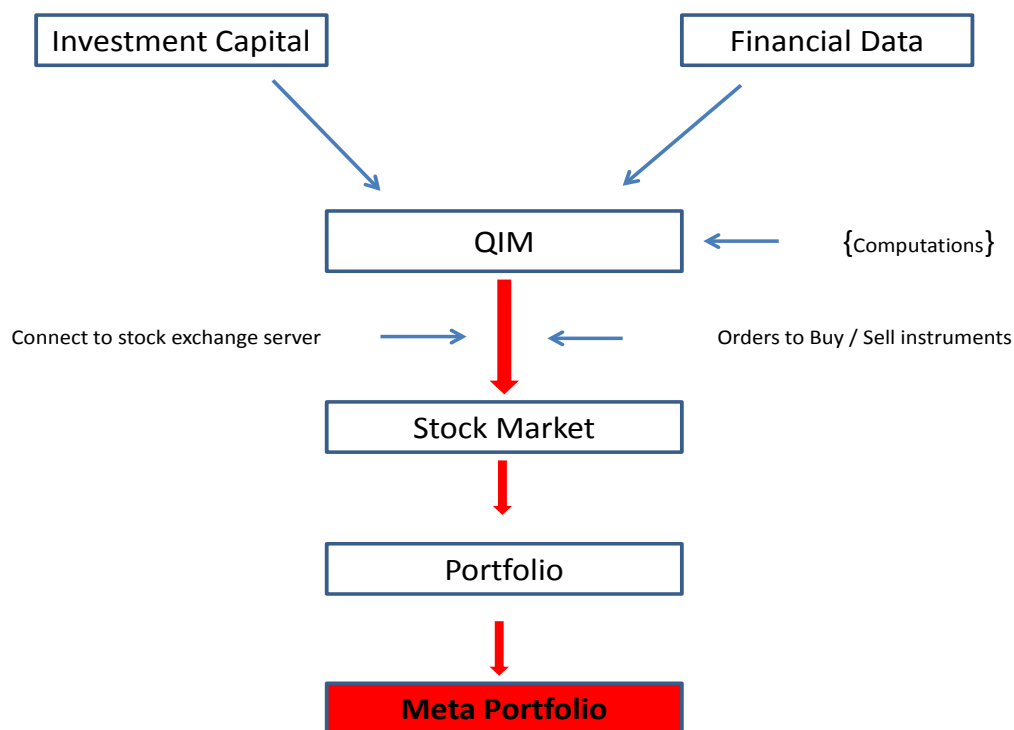 Investment Capital
Financial Data
QIM
{Computations}
Connect to stock exchange server
Orders to Buy / Sell instruments
Stock Market
Portfolio
Meta Portfolio